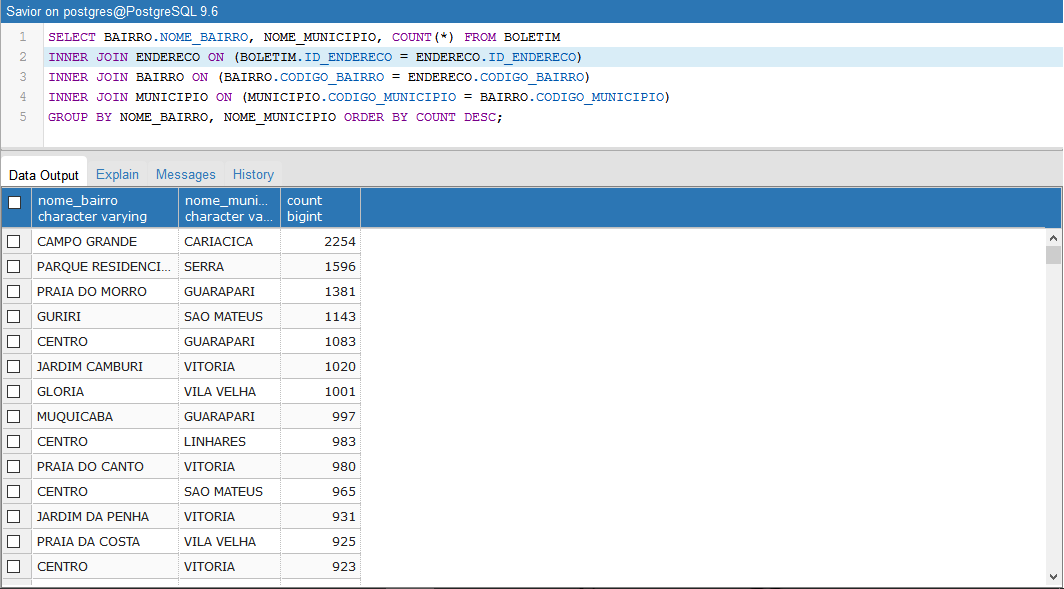 Savior on postgres@PostgreSQL 9.6
1 SELECT BAIRRO.NOME_BAIRRO, NOME_MUNICIPIO, COUNT(*) FROM BOLETIM
2 INNER JOIN ENDERECO ON (BOLETIM.ID_ENDERECO = ENDERECO.ID_ENDERECO)
3 INNER JOIN BAIRRO ON (BAIRRO.CODIGO_BAIRRO = ENDERECO.CODIGO_BAIRRO)
4 INNER JOIN MUNICIPIO ON (MUNICIPIO.CODIGO_MUNICIPIO = BAIRRO.CODIGO_MUNICIPIO)
5 GROUP BY NOME_BAIRRO, NOME_MUNICIPIO ORDER BY COUNT DESC;
Data Output Explain Messages History
nome_bairro nome_muni... count
character varying character va... bigint
CAMPO GRANDE CARIACICA 2254
PARQUE RESIDENCI... SERRA 1596
PRAIA DO MORRO GUARAPARI 1381
GURIRI SAO MATEUS 1143
CENTRO GUARAPARI 1083
JARDIM CAMBURI VITORIA 1020
GLORIA VILA VELHA 1001
MUQUICABA GUARAPARI 997
CENTRO LINHARES 983
PRAIA DO CANTO VITORIA 980
CENTRO SAO MATEUS 965
JARDIM DA PENHA VITORIA 931
PRAIA DA COSTA VILA VELHA 925
CENTRO VITORIA 923